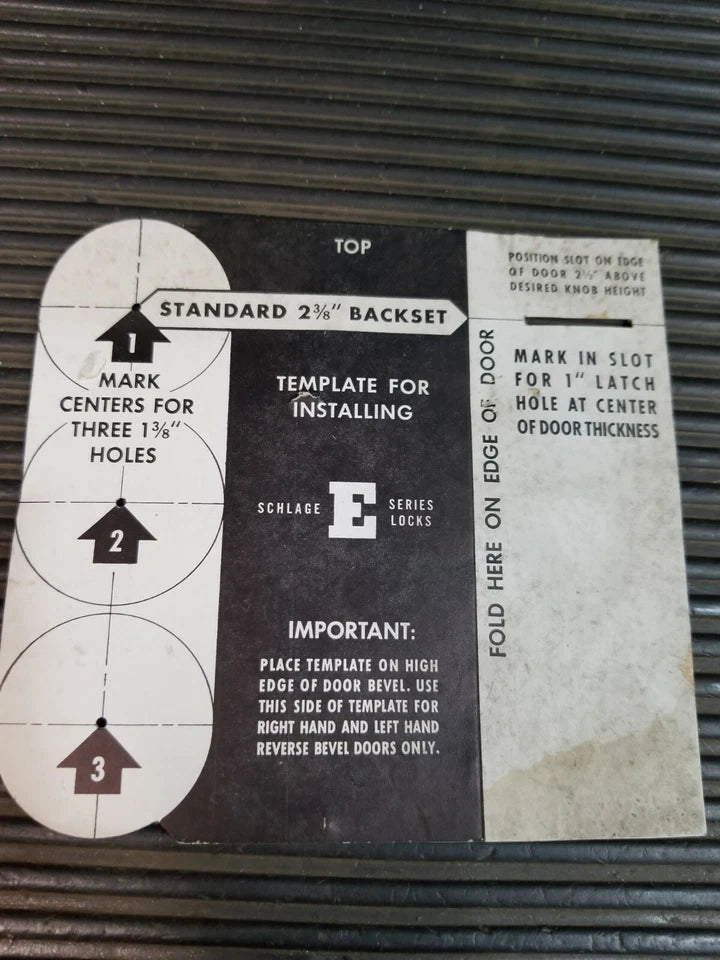 TOP
POSITION SLOT ON EDGE
OF DOOR 2½" ABOVE
DESIRED KNOB HEIGHT
STANDARD 2⅜" BACKSET
1
MARK
CENTERS FOR
THREE 1⅜"
HOLES
2
3
TEMPLATE FOR
INSTALLING
SCHLAGE E SERIES
LOCKS
IMPORTANT:
PLACE TEMPLATE ON HIGH
EDGE OF DOOR BEVEL. USE
THIS SIDE OF TEMPLATE FOR
RIGHT HAND AND LEFT HAND
REVERSE BEVEL DOORS ONLY.
FOLD HERE ON EDGE OF DOOR
MARK IN SLOT
FOR 1" LATCH
HOLE AT CENTER
OF DOOR THICKNESS